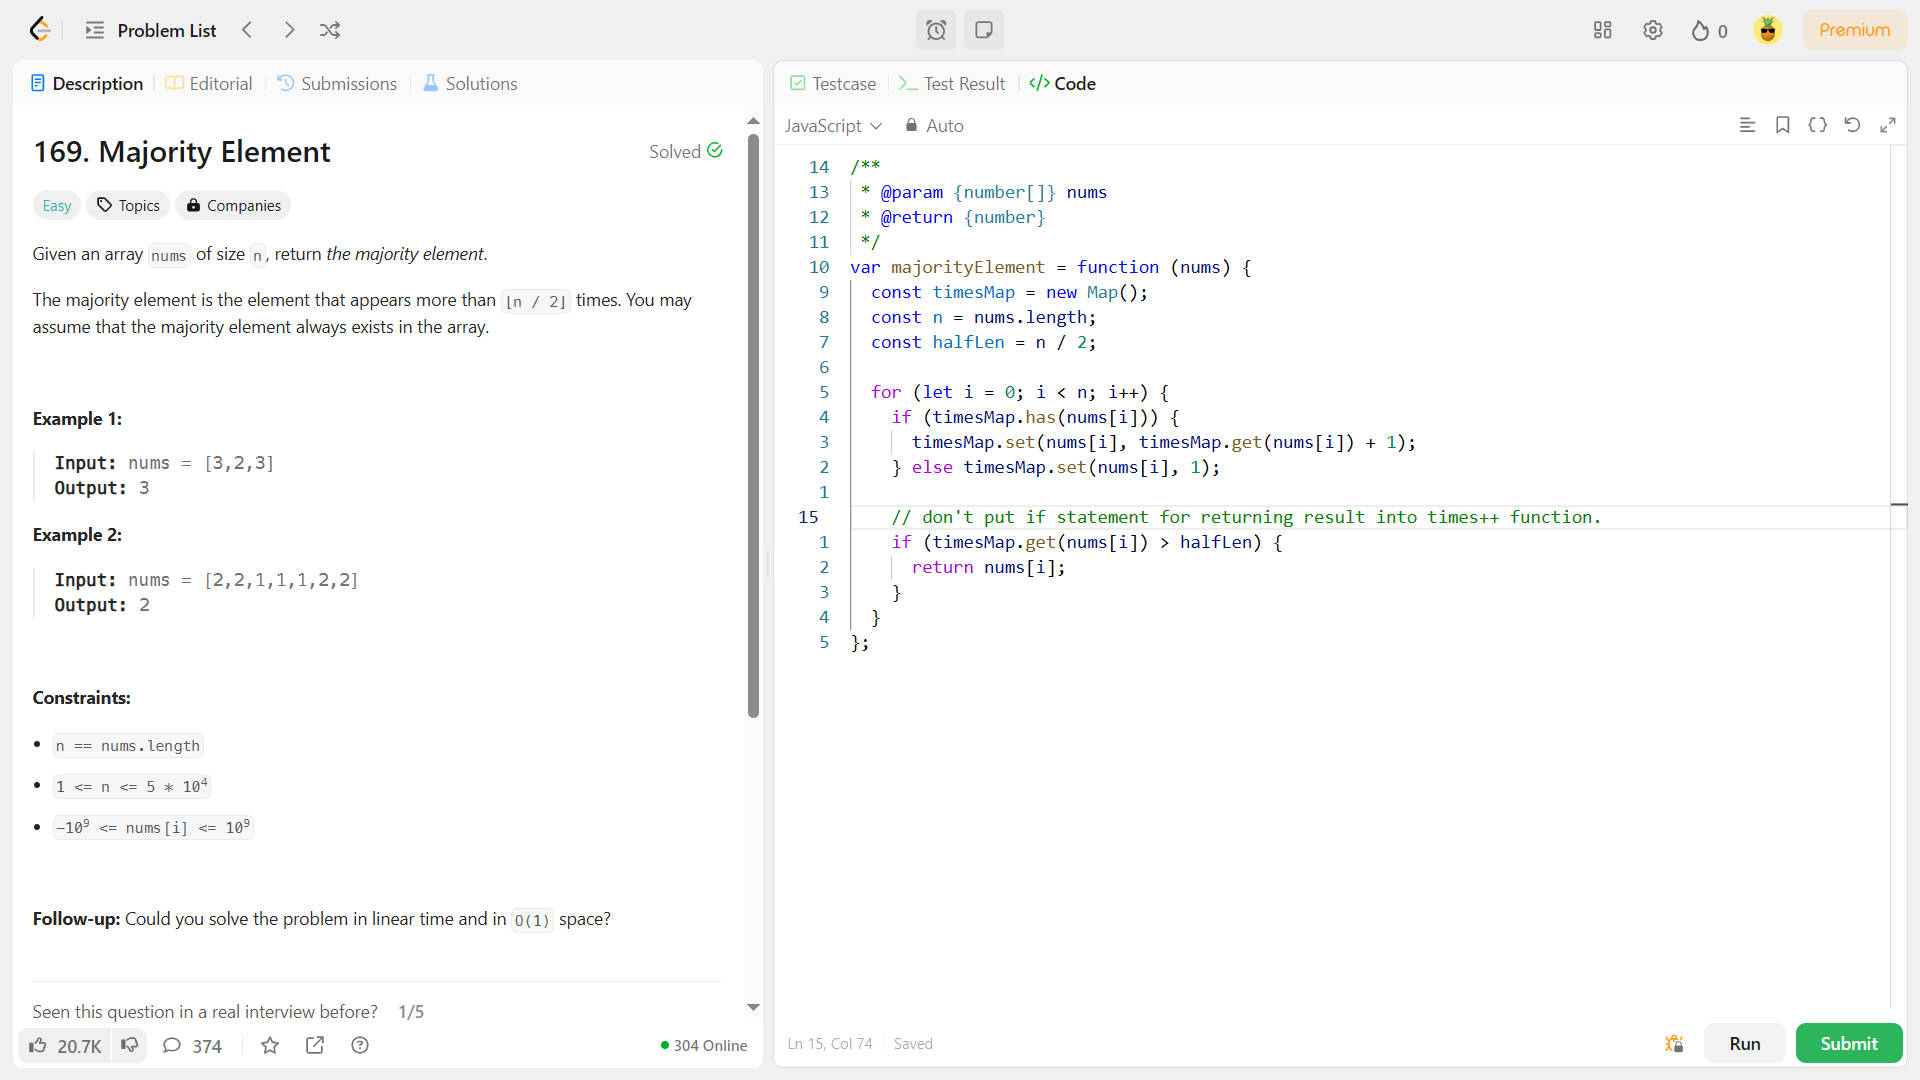 Problem List
0
Premium
Description
Editorial
Submissions
Solutions
169. Majority Element
Solved
Easy
Topics
Companies
Given an array nums of size n, return the majority element.
The majority element is the element that appears more than ⌊n / 2⌋ times. You may
assume that the majority element always exists in the array.
Example 1:
Input: nums = [3,2,3]
Output: 3
Example 2:
Input: nums = [2,2,1,1,1,2,2]
Output: 2
Constraints:
• n == nums.length
• 1 <= n <= 5 * 10⁴
• -10⁹ <= nums[i] <= 10⁹
Follow-up: Could you solve the problem in linear time and in O(1) space?
Seen this question in a real interview before? 1/5
20.7K
374
304 Online
Testcase
Test Result
</> Code
JavaScript
Auto
14 /**
13  * @param {number[]} nums
12  * @return {number}
11  */
10 var majorityElement = function (nums) {
9   const timesMap = new Map();
8   const n = nums.length;
7   const halfLen = n / 2;
6
5   for (let i = 0; i < n; i++) {
4     if (timesMap.has(nums[i])) {
3       timesMap.set(nums[i], timesMap.get(nums[i]) + 1);
2     } else timesMap.set(nums[i], 1);
1
15     // don't put if statement for returning result into times++ function.
1     if (timesMap.get(nums[i]) > halfLen) {
2       return nums[i];
3     }
4   }
5 };
Ln 15, Col 74
Saved
Run
Submit